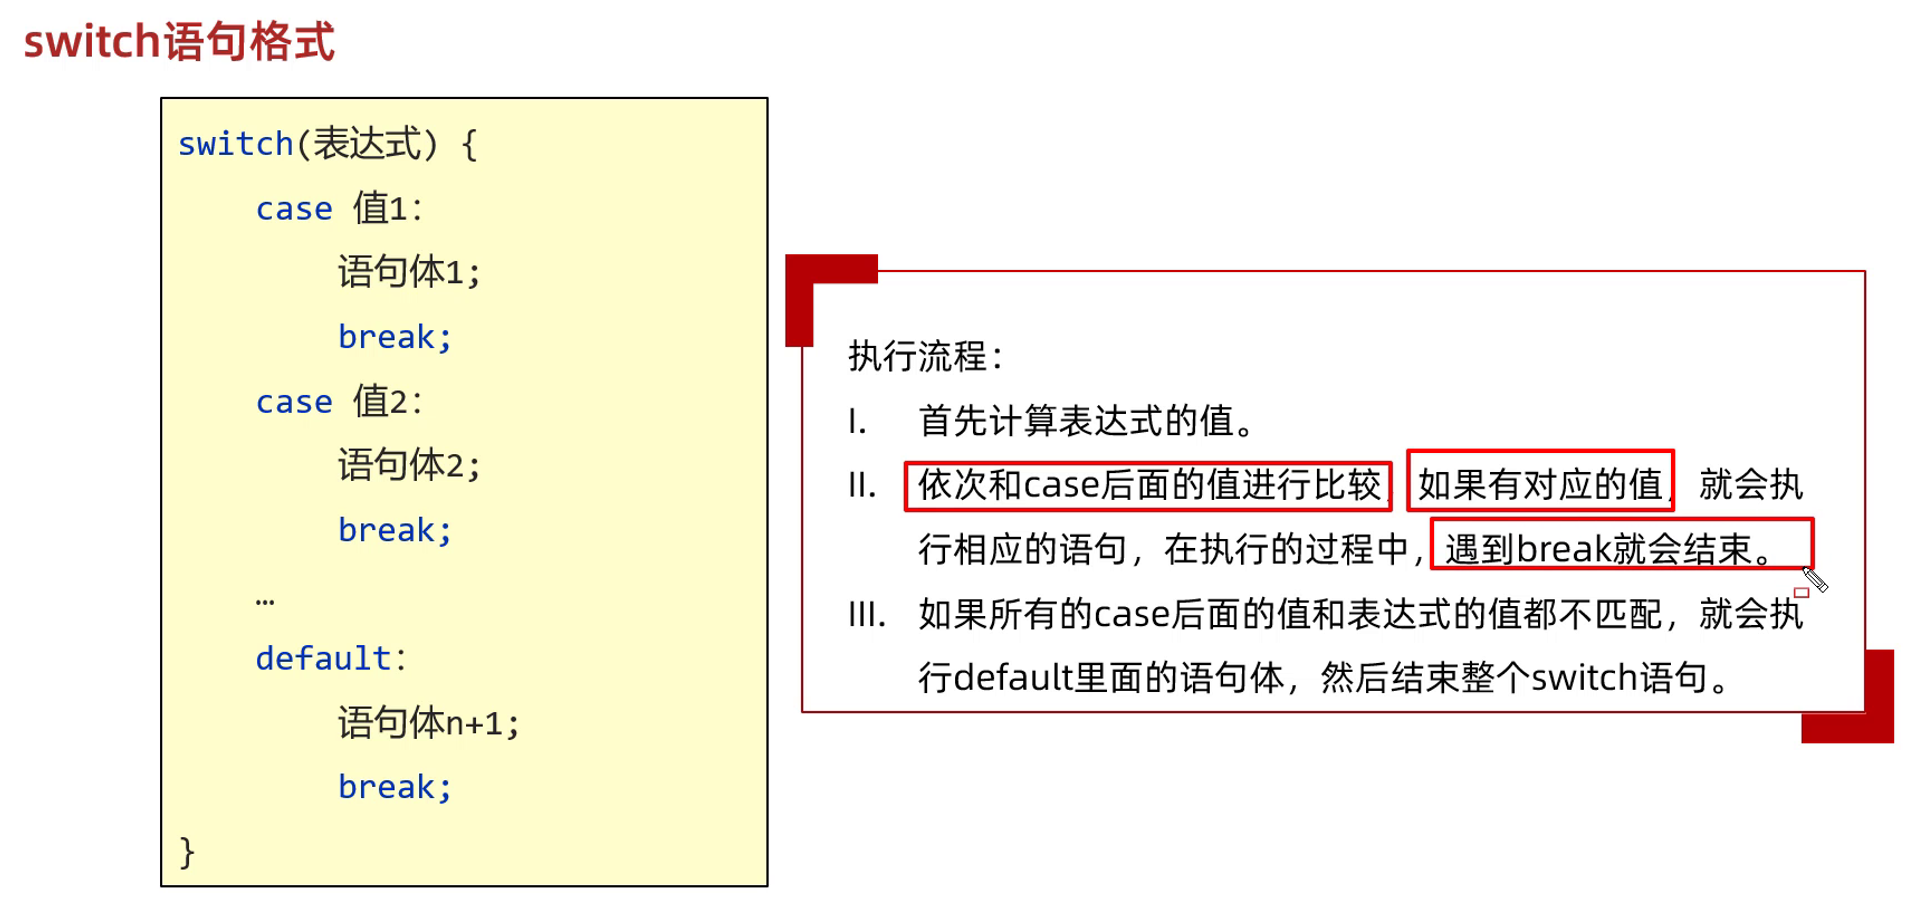 switch语句格式
switch(表达式) {
case 值1:
语句体1;
break;
case 值2:
语句体2;
break;
…
default:
语句体n+1;
break;
}
执行流程：
I. 首先计算表达式的值。
II. 依次和case后面的值进行比较，如果有对应的值，就会执
行相应的语句，在执行的过程中，遇到break就会结束。
III. 如果所有的case后面的值和表达式的值都不匹配，就会执
行default里面的语句体，然后结束整个switch语句。